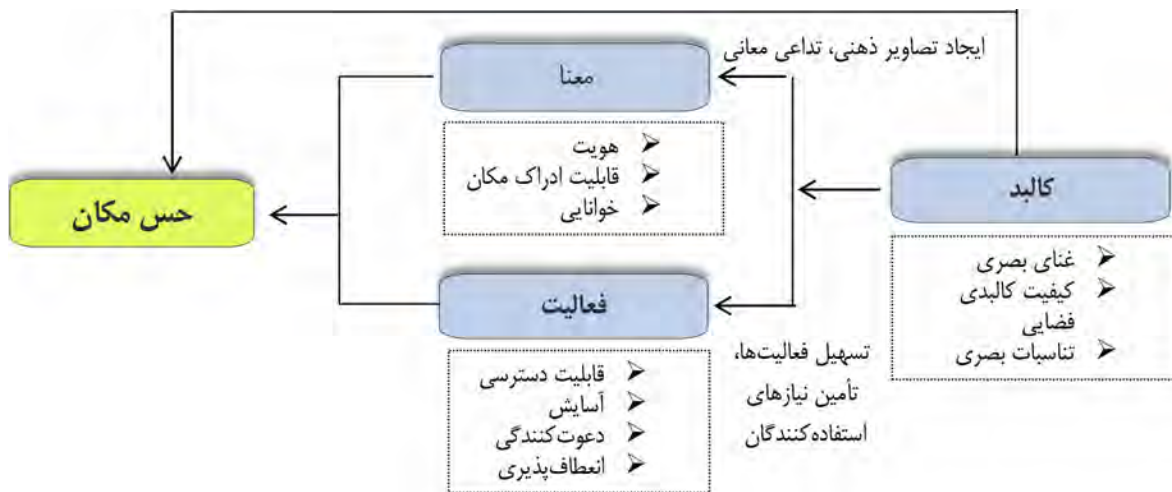 ایجاد تصاویر ذهنی، تداعی معانی
کالبد
غنای بصری
کیفیت کالبدی
فضایی
تناسبات بصری
معنا
هویت
قابلیت ادراک مکان
خوانایی
فعالیت
قابلیت دسترسی
آسایش
دعوت‌کنندگی
انعطاف‌پذیری
تسهیل فعالیت‌ها،
تأمین نیازهای
استفاده‌کنندگان
حس مکان